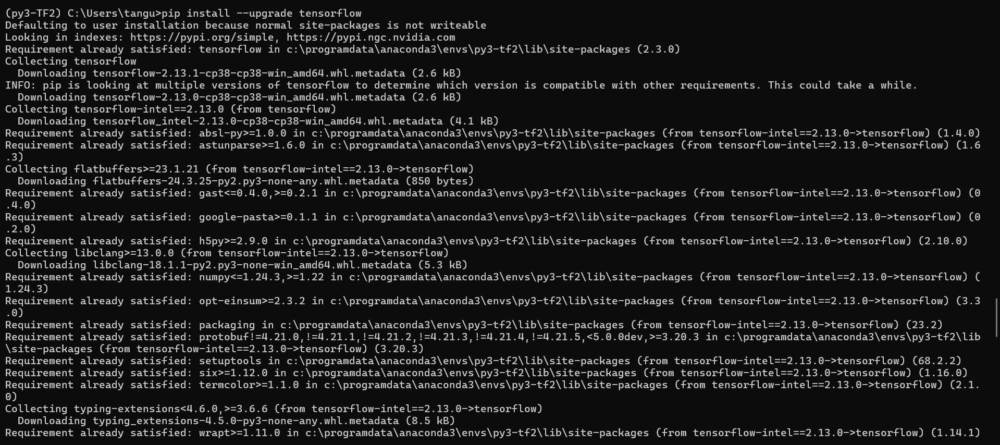 (py3-TF2) C:\Users\tangu>pip install --upgrade tensorflow
Defaulting to user installation because normal site-packages is not writeable
Looking in indexes: https://pypi.org/simple, https://pypi.ngc.nvidia.com
Requirement already satisfied: tensorflow in c:\programdata\anaconda3\envs\py3-tf2\lib\site-packages (2.3.0)
Collecting tensorflow
  Downloading tensorflow-2.13.1-cp38-cp38-win_amd64.whl.metadata (2.6 kB)
INFO: pip is looking at multiple versions of tensorflow to determine which version is compatible with other requirements. This could take a while.
  Downloading tensorflow-2.13.0-cp38-cp38-win_amd64.whl.metadata (2.6 kB)
Collecting tensorflow-intel==2.13.0 (from tensorflow)
  Downloading tensorflow_intel-2.13.0-cp38-cp38-win_amd64.whl.metadata (4.1 kB)
Requirement already satisfied: absl-py>=1.0.0 in c:\programdata\anaconda3\envs\py3-tf2\lib\site-packages (from tensorflow-intel==2.13.0->tensorflow) (1.4.0)
Requirement already satisfied: astunparse>=1.6.0 in c:\programdata\anaconda3\envs\py3-tf2\lib\site-packages (from tensorflow-intel==2.13.0->tensorflow) (1.6
.3)
Collecting flatbuffers>=23.1.21 (from tensorflow-intel==2.13.0->tensorflow)
  Downloading flatbuffers-24.3.25-py2.py3-none-any.whl.metadata (850 bytes)
Requirement already satisfied: gast<=0.4.0,>=0.2.1 in c:\programdata\anaconda3\envs\py3-tf2\lib\site-packages (from tensorflow-intel==2.13.0->tensorflow) (0
.4.0)
Requirement already satisfied: google-pasta>=0.1.1 in c:\programdata\anaconda3\envs\py3-tf2\lib\site-packages (from tensorflow-intel==2.13.0->tensorflow) (0
.2.0)
Requirement already satisfied: h5py>=2.9.0 in c:\programdata\anaconda3\envs\py3-tf2\lib\site-packages (from tensorflow-intel==2.13.0->tensorflow) (2.10.0)
Collecting libclang>=13.0.0 (from tensorflow-intel==2.13.0->tensorflow)
  Downloading libclang-18.1.1-py2.py3-none-win_amd64.whl.metadata (5.3 kB)
Requirement already satisfied: numpy<=1.24.3,>=1.22 in c:\programdata\anaconda3\envs\py3-tf2\lib\site-packages (from tensorflow-intel==2.13.0->tensorflow) (
1.24.3)
Requirement already satisfied: opt-einsum>=2.3.2 in c:\programdata\anaconda3\envs\py3-tf2\lib\site-packages (from tensorflow-intel==2.13.0->tensorflow) (3.3
.0)
Requirement already satisfied: packaging in c:\programdata\anaconda3\envs\py3-tf2\lib\site-packages (from tensorflow-intel==2.13.0->tensorflow) (23.2)
Requirement already satisfied: protobuf!=4.21.0,!=4.21.1,!=4.21.2,!=4.21.3,!=4.21.4,!=4.21.5,<5.0.0dev,>=3.20.3 in c:\programdata\anaconda3\envs\py3-tf2\lib
\site-packages (from tensorflow-intel==2.13.0->tensorflow) (3.20.3)
Requirement already satisfied: setuptools in c:\programdata\anaconda3\envs\py3-tf2\lib\site-packages (from tensorflow-intel==2.13.0->tensorflow) (68.2.2)
Requirement already satisfied: six>=1.12.0 in c:\programdata\anaconda3\envs\py3-tf2\lib\site-packages (from tensorflow-intel==2.13.0->tensorflow) (1.16.0)
Requirement already satisfied: termcolor>=1.1.0 in c:\programdata\anaconda3\envs\py3-tf2\lib\site-packages (from tensorflow-intel==2.13.0->tensorflow) (2.1.
0)
Collecting typing-extensions<4.6.0,>=3.6.6 (from tensorflow-intel==2.13.0->tensorflow)
  Downloading typing_extensions-4.5.0-py3-none-any.whl.metadata (8.5 kB)
Requirement already satisfied: wrapt>=1.11.0 in c:\programdata\anaconda3\envs\py3-tf2\lib\site-packages (from tensorflow-intel==2.13.0->tensorflow) (1.14.1)